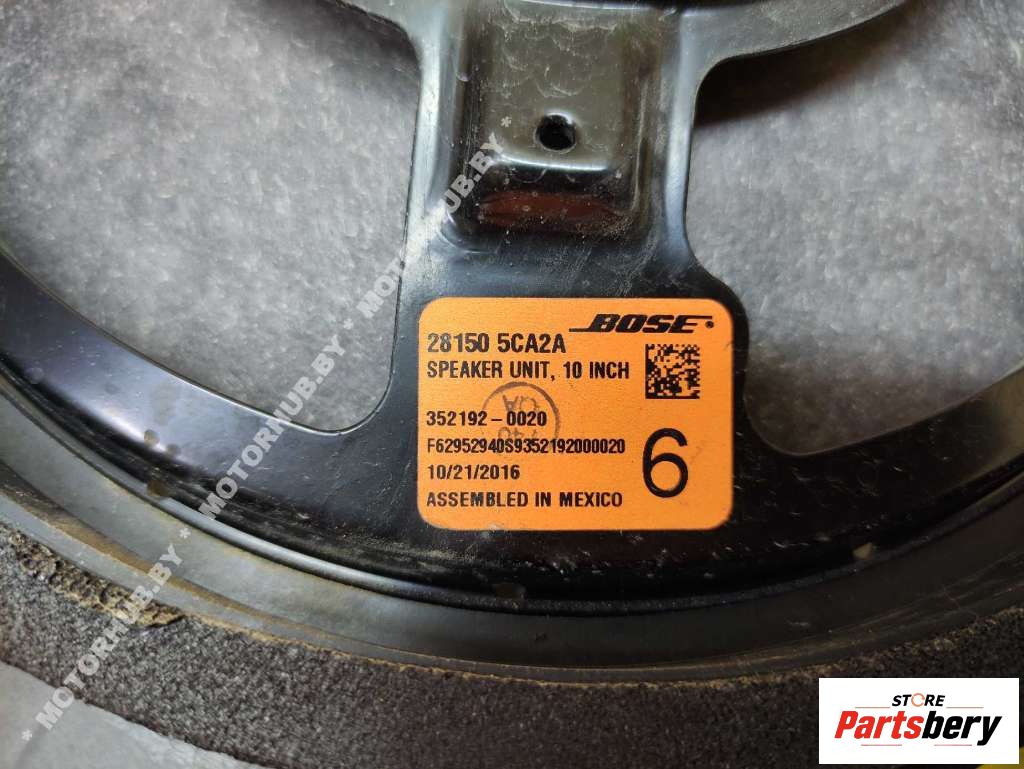 BOSE
28150 5CA2A
SPEAKER UNIT, 10 INCH
352192-0020
F62952940S9352192000020
10/21/2016
ASSEMBLED IN MEXICO
6
* MOTORHUB.BY * MOTORHUB.BY * MOTORHUB.BY * MOTORHUB.BY *
STORE
Partsbery